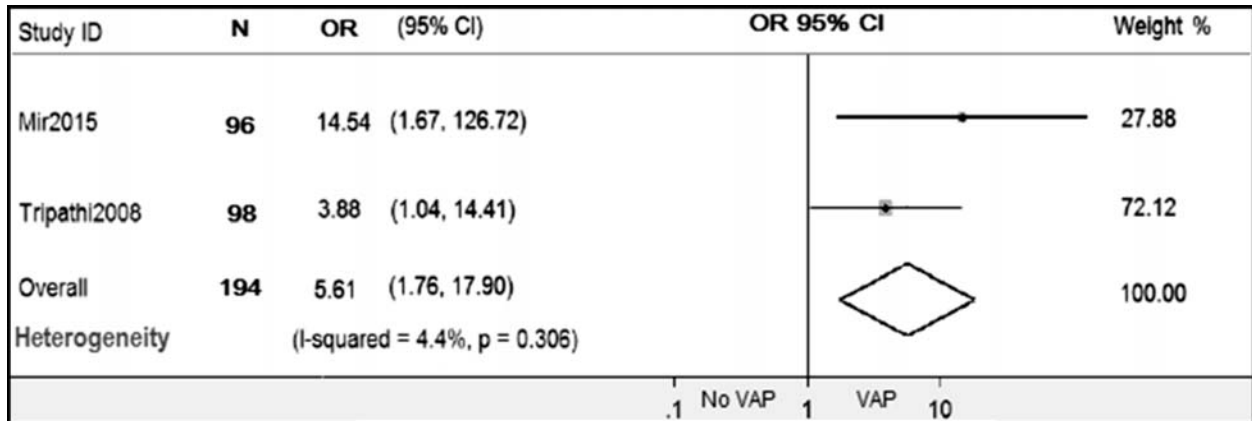 Study ID N OR (95% CI) OR 95% CI Weight %
Mir2015 96 14.54 (1.67, 126.72) 27.88
Tripathi2008 98 3.88 (1.04, 14.41) 72.12
Overall 194 5.61 (1.76, 17.90) 100.00
Heterogeneity (I-squared = 4.4%, p = 0.306)
.1 No VAP 1 VAP 10